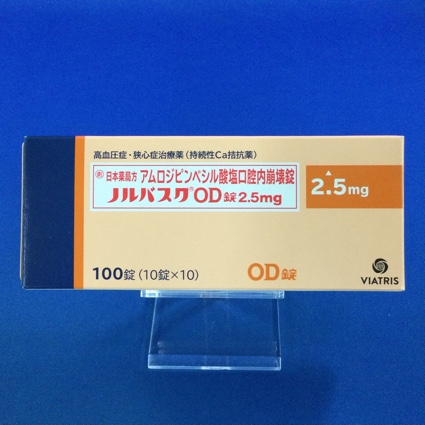 高血圧症・狭心症治療薬(持続性Ca拮抗薬)
劇 日本薬局方 アムロジピンベシル酸塩口腔内崩壊錠
ノルバスク®OD錠2.5mg
2.5mg
100錠(10錠×10)
OD錠
VIATRIS